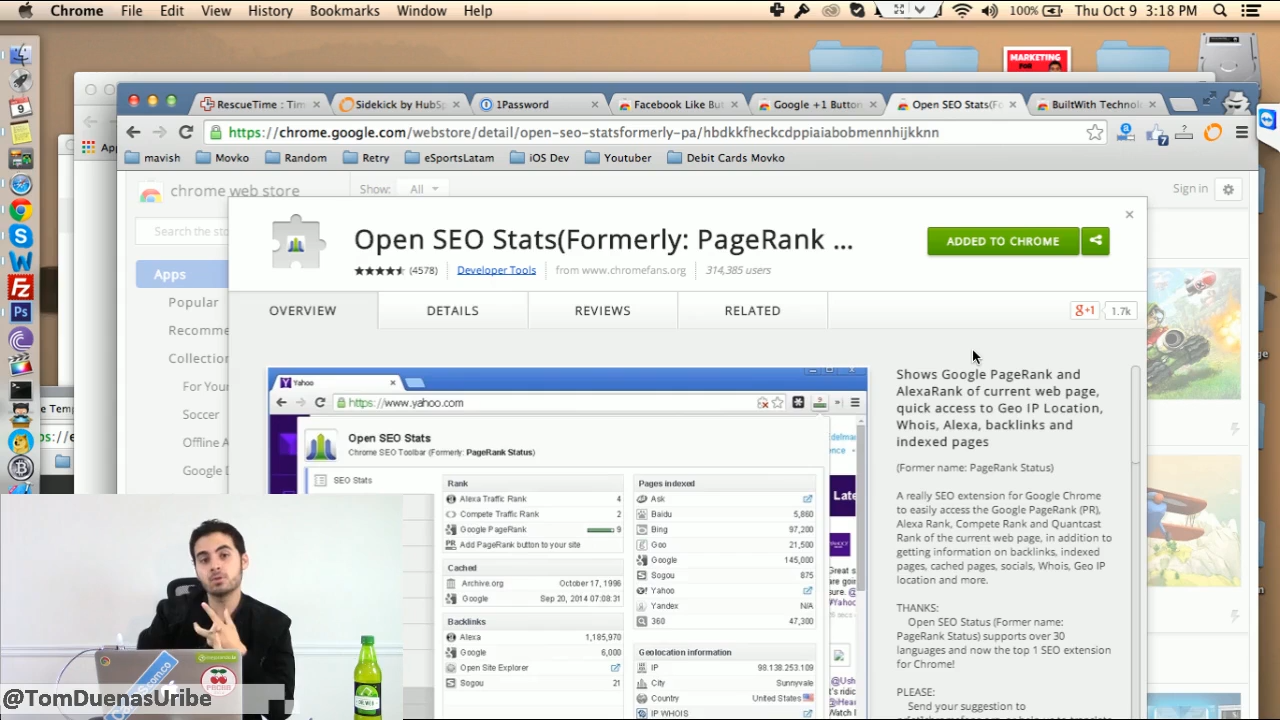 Chrome File Edit View History Bookmarks Window Help
100% Thu Oct 9 3:18 PM
MARKETING
FOR
RescueTime : Tim
Sidekick by HubS
1Password
Facebook Like Bu
Google +1 Button
Open SEO Stats(F
BuiltWith Technol
https://chrome.google.com/webstore/detail/open-seo-statsformerly-pa/hbdkkfheckcdppiaiabobmennhijkknn
7
mavish Movko Random Retry eSportsLatam iOS Dev Youtuber Debit Cards Movko
chrome web store
Show: All
Sign in
Search the sto
Apps
Popular
Recomme
Collection
For You
Soccer
Offline A
Google
Open SEO Stats(Formerly: PageRank ...
ADDED TO CHROME
(4578) Developer Tools from www.chromefans.org 314,385 users
OVERVIEW DETAILS REVIEWS RELATED
g+1 1.7k
Yahoo
https://www.yahoo.com
Open SEO Stats
Chrome SEO Toolbar (Formerly: PageRank Status)
SEO Stats
Rank
Alexa Traffic Rank 4
Compete Traffic Rank 2
Google PageRank 9
Add PageRank button to your site
Cached
Archive.org October 17, 1996
Google Sep 20, 2014 07:08:31
Backlinks
Alexa 1,185,970
Google 6,000
Open Site Explorer
Sogou 21
Pages indexed
Ask
Baidu 5,860
Bing 97,200
Goo 21,500
Google 145,000
Sogou 875
Yahoo
Yandex N/A
360 47,300
Geolocation information
IP 98.138.253.109
City Sunnyvale
Country United States
IP WHOIS
Late
YAHOO!
Shows Google PageRank and
AlexaRank of current web page,
quick access to Geo IP Location,
Whois, Alexa, backlinks and
indexed pages
(Former name: PageRank Status)
A really SEO extension for Google Chrome
to easily access the Google PageRank (PR),
Alexa Rank, Compete Rank and Quantcast
Rank of the current web page, in addition to
getting information on backlinks, indexed
pages, cached pages, socials, Whois, Geo IP
location and more.
THANKS:
Open SEO Status (Former name:
PageRank Status) supports over 30
languages and now the top 1 SEO extension
for Chrome!
PLEASE:
Send your suggestion to
@TomDuenasUribe